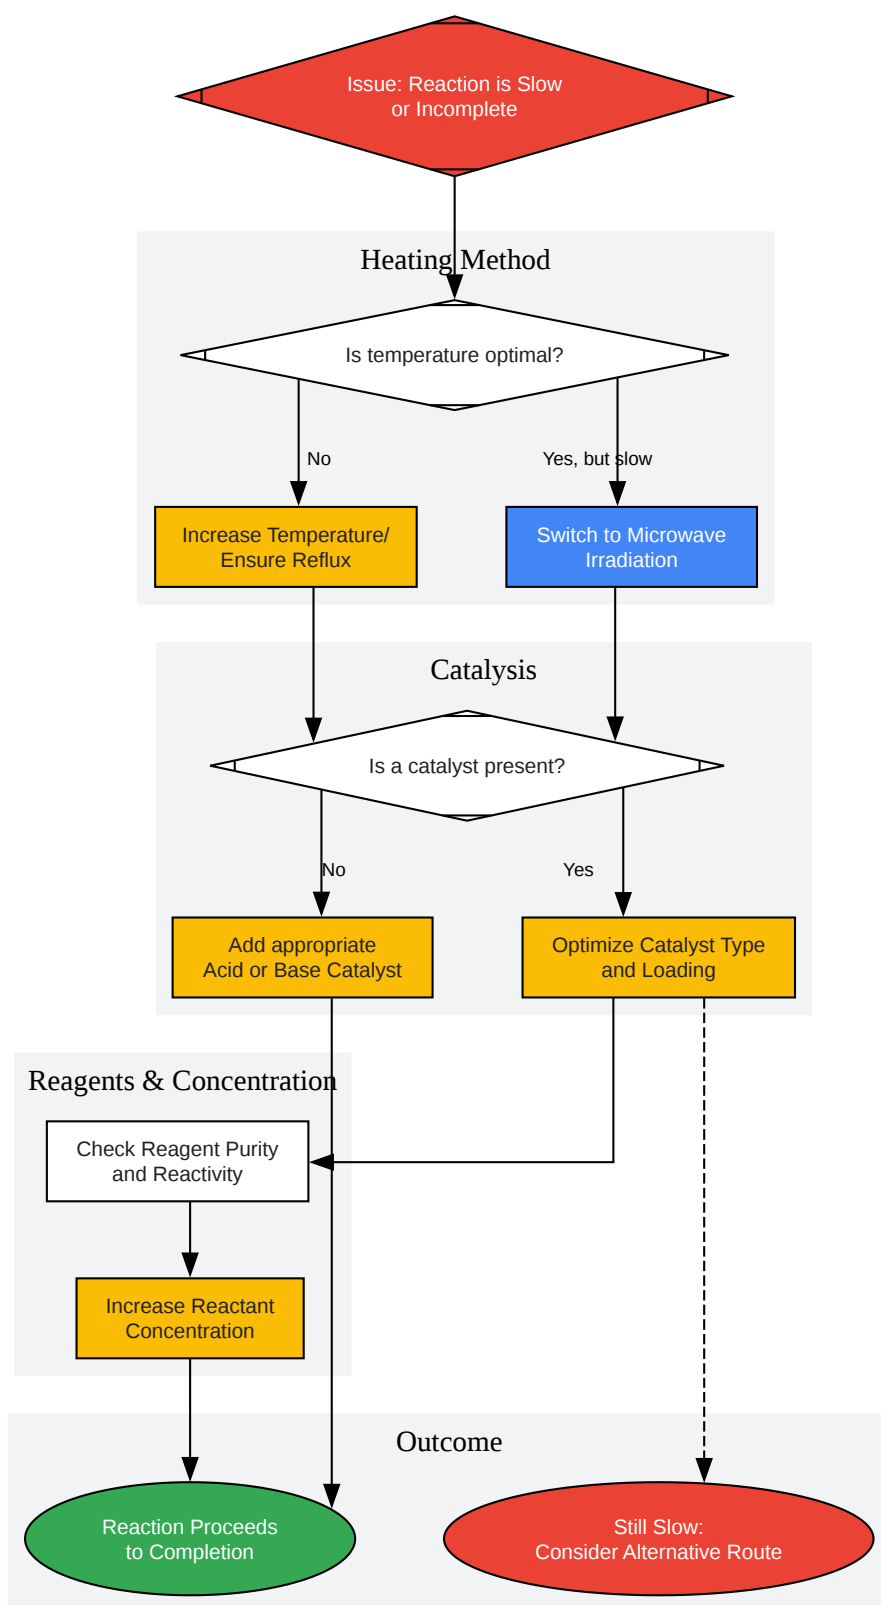 Issue: Reaction is Slow
or Incomplete
Heating Method
Is temperature optimal?
No
Yes, but slow
Increase Temperature/
Ensure Reflux
Switch to Microwave
Irradiation
Catalysis
Is a catalyst present?
No
Yes
Add appropriate
Acid or Base Catalyst
Optimize Catalyst Type
and Loading
Reagents & Concentration
Check Reagent Purity
and Reactivity
Increase Reactant
Concentration
Outcome
Reaction Proceeds
to Completion
Still Slow:
Consider Alternative Route